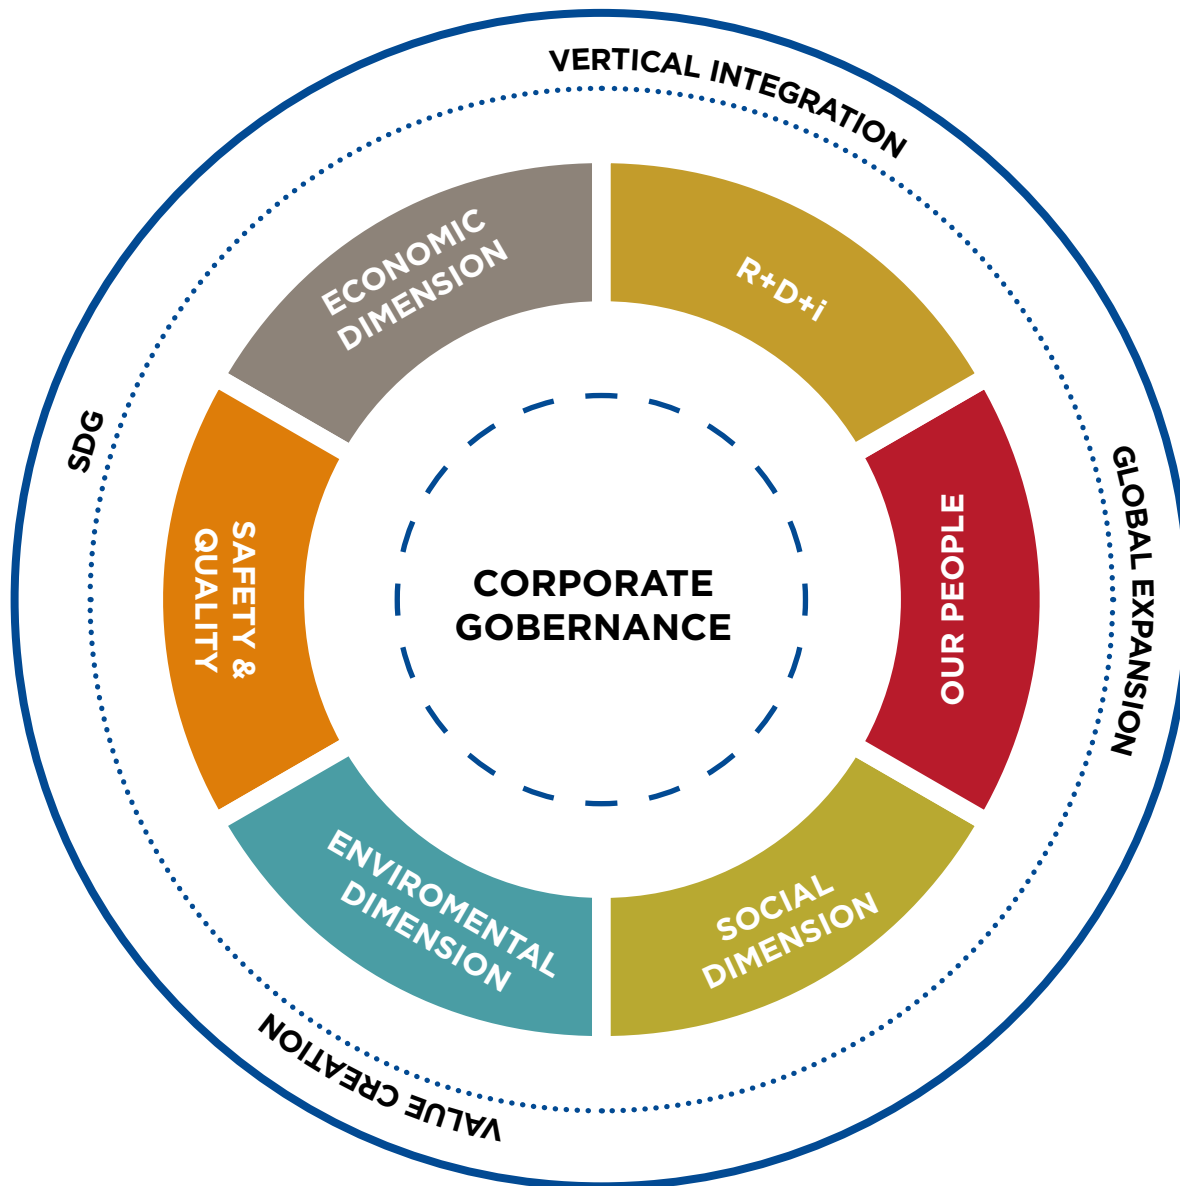 VERTICAL INTEGRATION
ECONOMIC
DIMENSION
R+D+i
SDG
GLOBAL EXPANSION
SAFETY &
QUALITY
CORPORATE
GOBERNANCE
OUR PEOPLE
ENVIROMENTAL
DIMENSION
SOCIAL
DIMENSION
VALUE CREATION